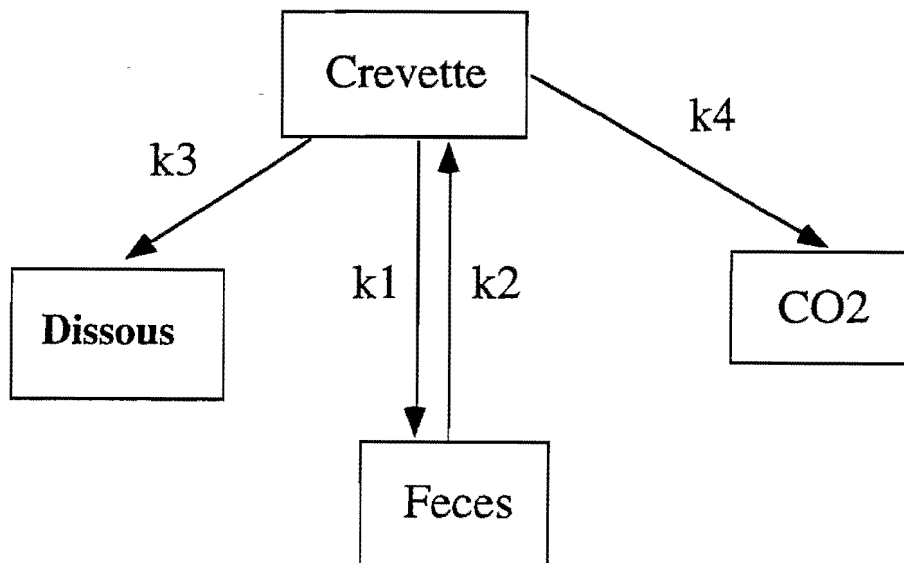 Crevette
k4
k3
k1
k2
Dissous
CO2
Feces